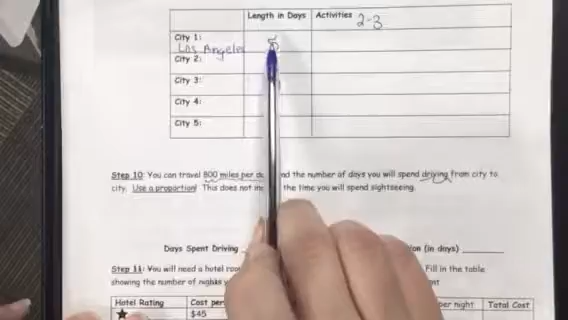 Length in Days Activities 2-3
City 1:
Los Angeles
City 2:
City 3:
City 4:
City 5:
Step 10: You can travel 800 miles per nd the number of days you will spend driving from city to
city. Use a proportion! This does not the time you will spend sightseeing.
Days Spent Driving (in days)
Step 11: You will need a hotel Fill in the table
showing the number of nights
Hotel Rating Cost per per night Total Cost
$45